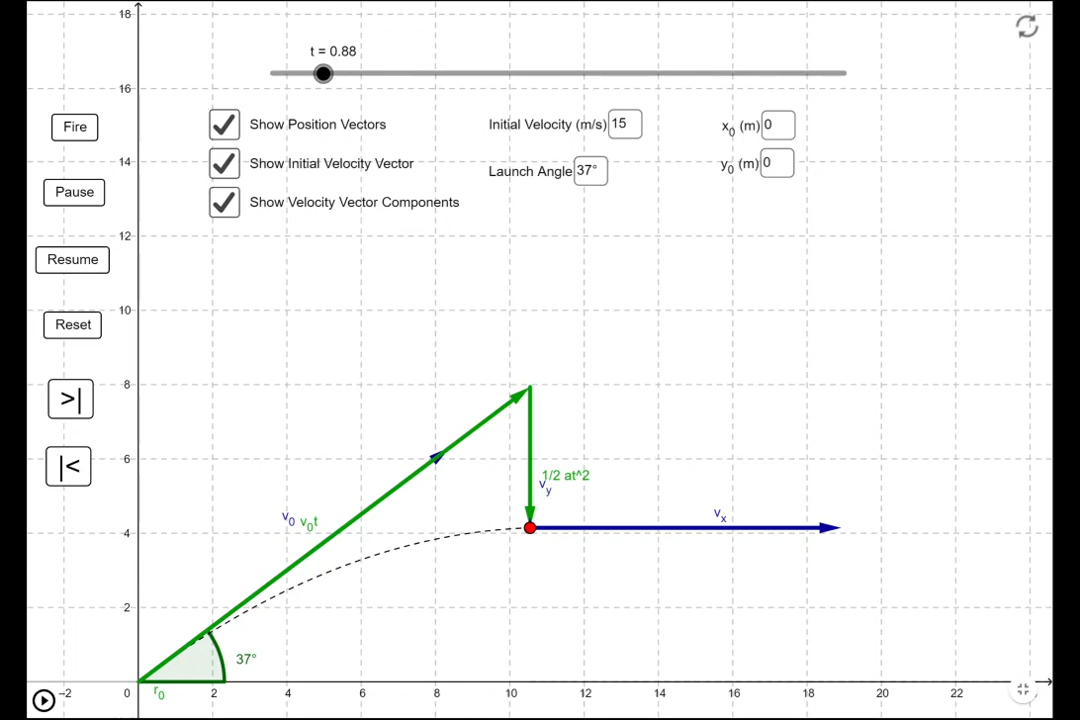 18
t = 0.88
16
Fire
Show Position Vectors
Initial Velocity (m/s) 15
x0 (m) 0
14
Show Initial Velocity Vector
Launch Angle 37°
y0 (m) 0
Pause
Show Velocity Vector Components
12
Resume
10
Reset
8
>|
6
|<
1/2 at^2
vy
v0 v0t
vx
4
2
37°
r0
−2 0 2 4 6 8 10 12 14 16 18 20 22